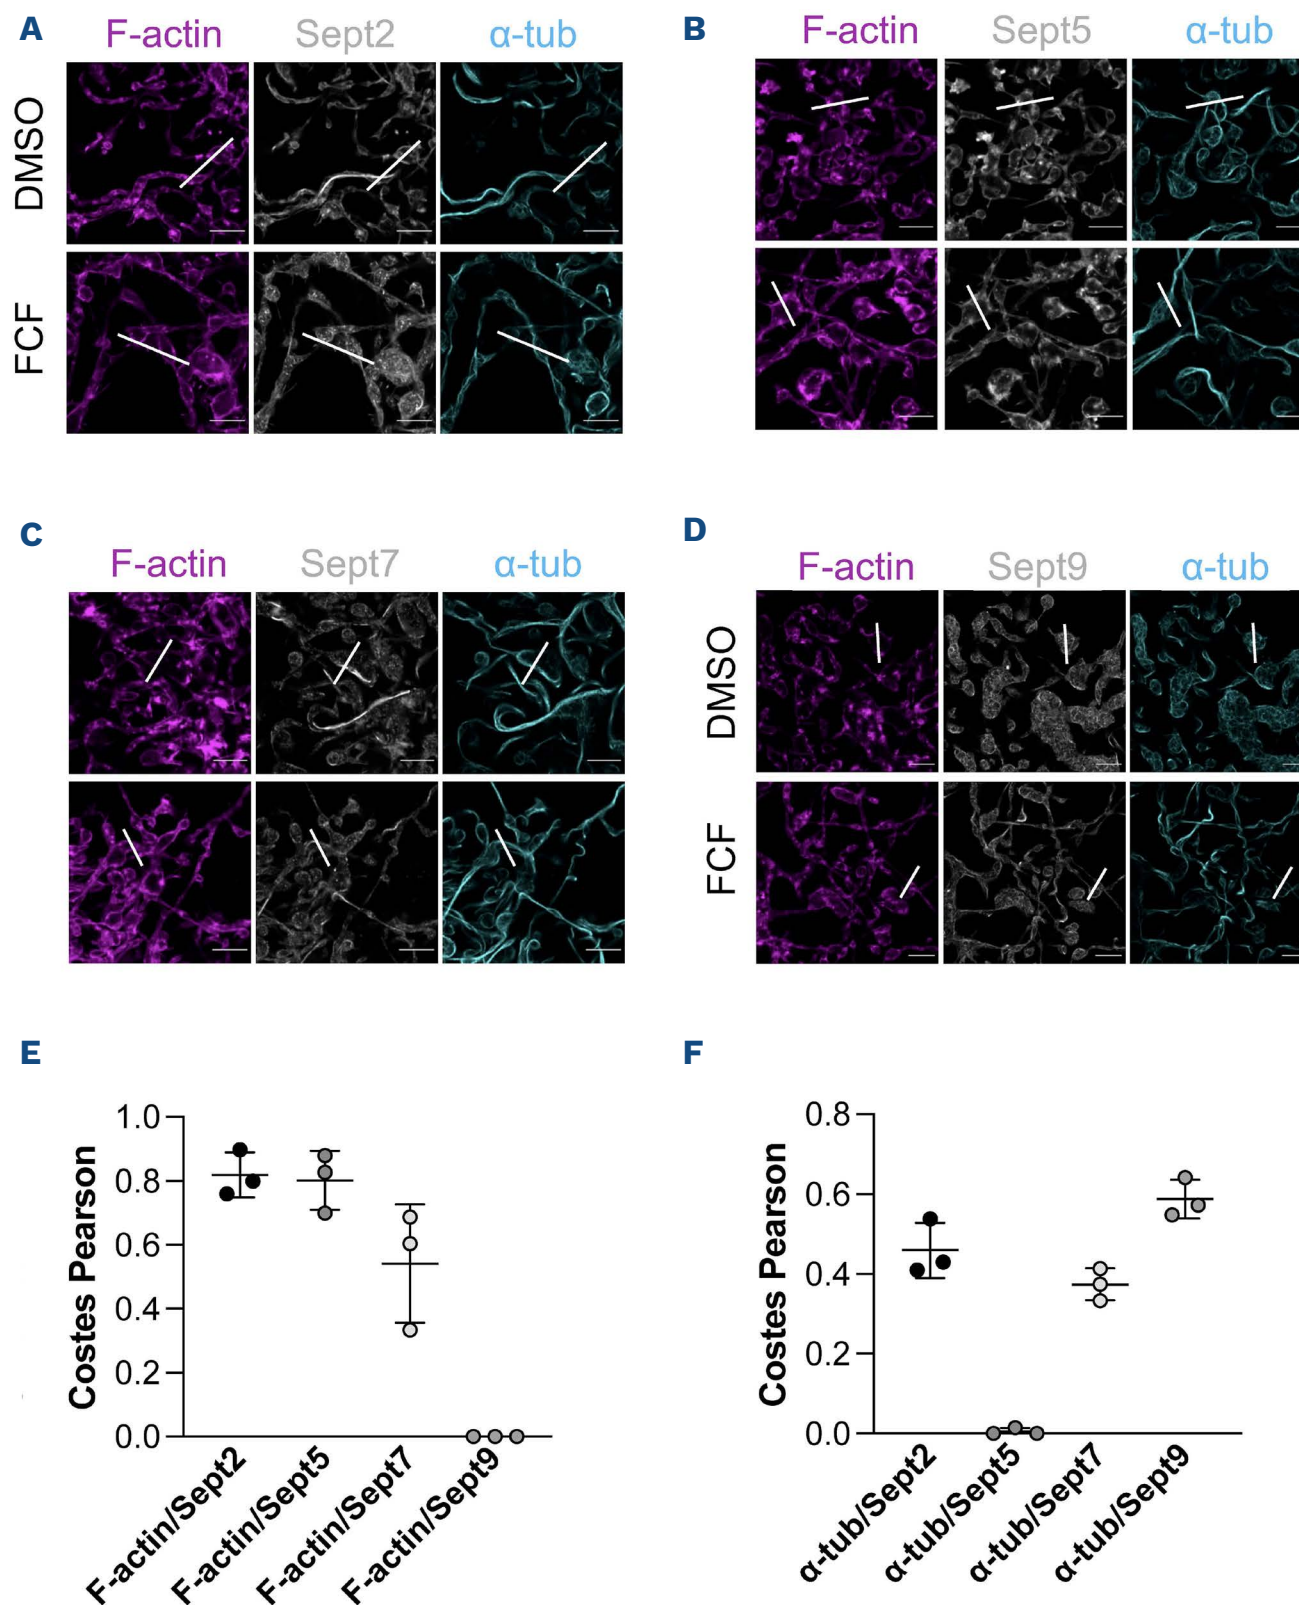 A
F-actin Sept2 α-tub
DMSO
FCF
B
F-actin Sept5 α-tub
C
F-actin Sept7 α-tub
D
F-actin Sept9 α-tub
DMSO
FCF
E
Costes Pearson
1.0
0.8
0.6
0.4
0.2
0.0
F-actin/Sept2
F-actin/Sept5
F-actin/Sept7
F-actin/Sept9
F
Costes Pearson
0.8
0.6
0.4
0.2
0.0
α-tub/Sept2
α-tub/Sept5
α-tub/Sept7
α-tub/Sept9